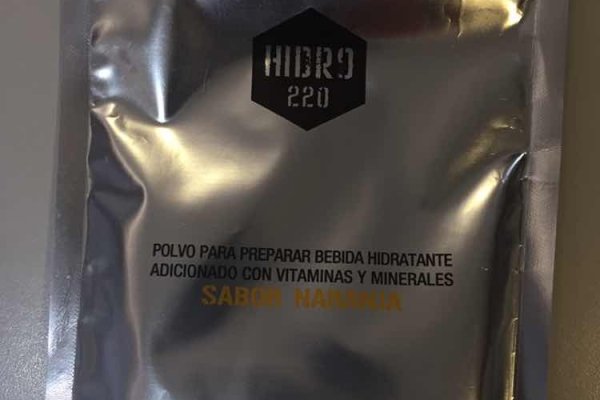 HIDRO
220
POLVO PARA PREPARAR BEBIDA HIDRATANTE
ADICIONADO CON VITAMINAS Y MINERALES
SABOR NARANJA